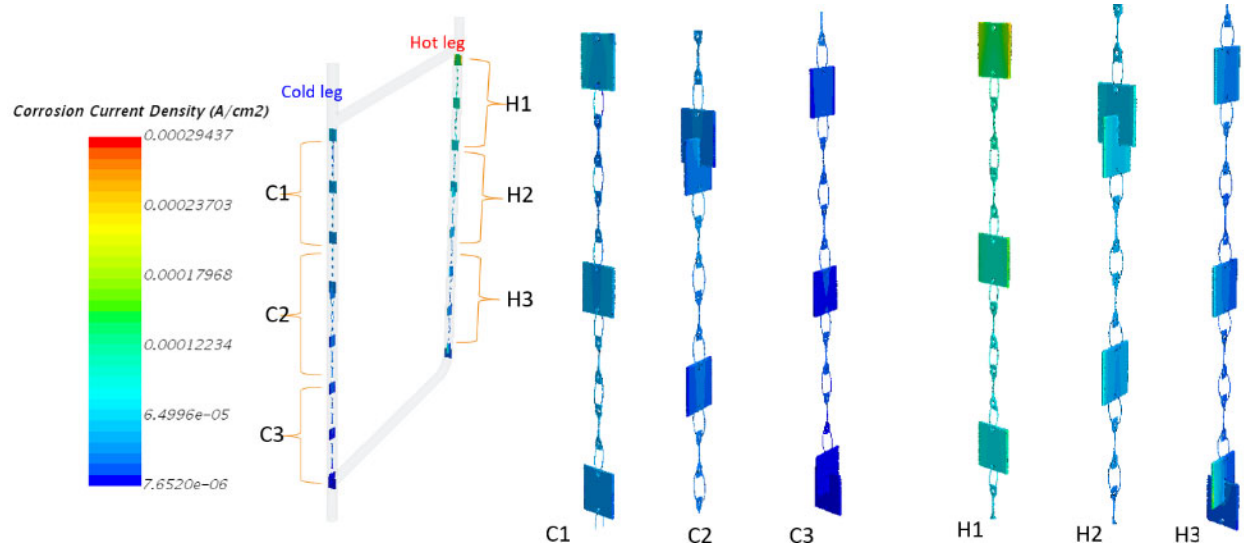 Hot leg
Cold leg
Corrosion Current Density (A/cm2)
0.00029437
0.00023703
0.00017968
0.00012234
6.4996e-05
7.6520e-06
C1
C2
C3
H1
H2
H3
C1
C2
C3
H1
H2
H3